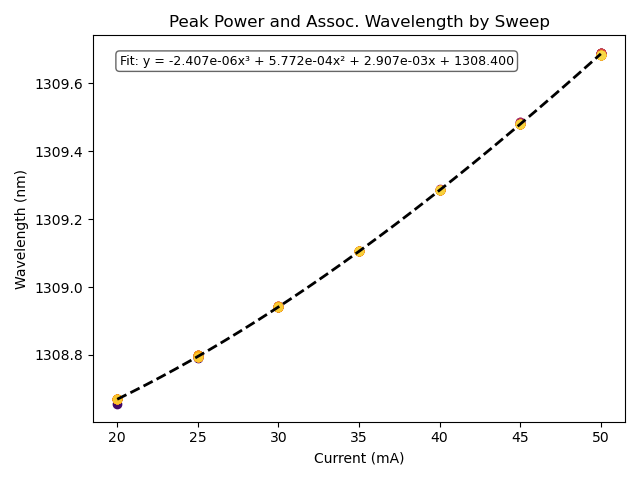 Peak Power and Assoc. Wavelength by Sweep
Fit: y = -2.407e-06x³ + 5.772e-04x² + 2.907e-03x + 1308.400
1309.6
1309.4
1309.2
1309.0
1308.8
Wavelength (nm)
20 25 30 35 40 45 50
Current (mA)